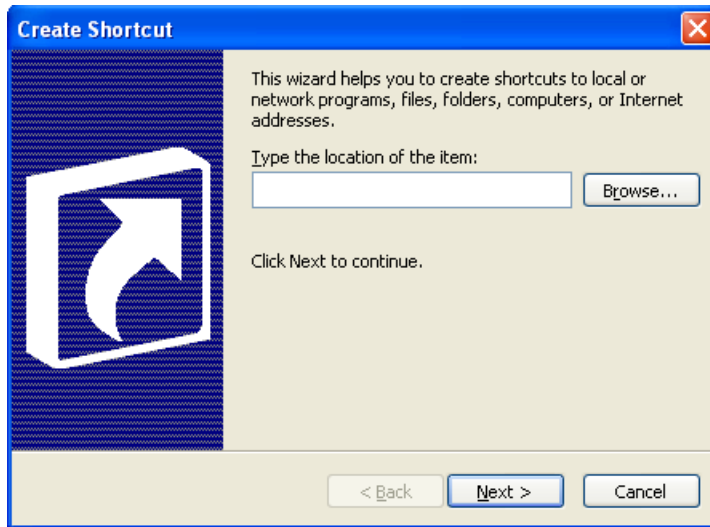 Create Shortcut
This wizard helps you to create shortcuts to local or
network programs, files, folders, computers, or Internet
addresses.
Type the location of the item:
Browse...
Click Next to continue.
< Back Next > Cancel